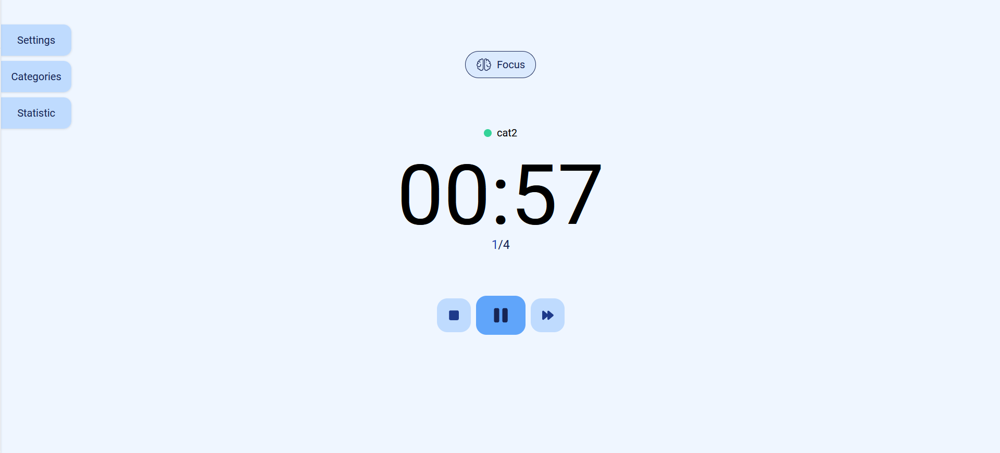 Settings
Categories
Statistic
Focus
cat2
00:57
1/4